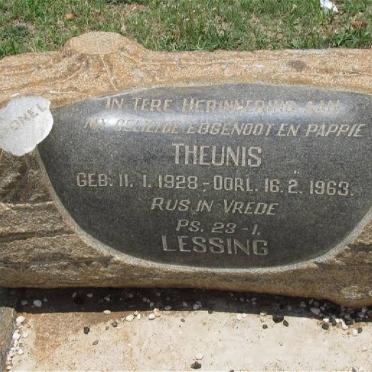 IN TERE HERINNERING AAN
MY GELIEFDE EGGENOOT EN PAPPIE
THEUNIS
GEB: 11. 1. 1928 - OORL. 16. 2. 1963.
RUS IN VREDE
PS. 23 - 1.
LESSING